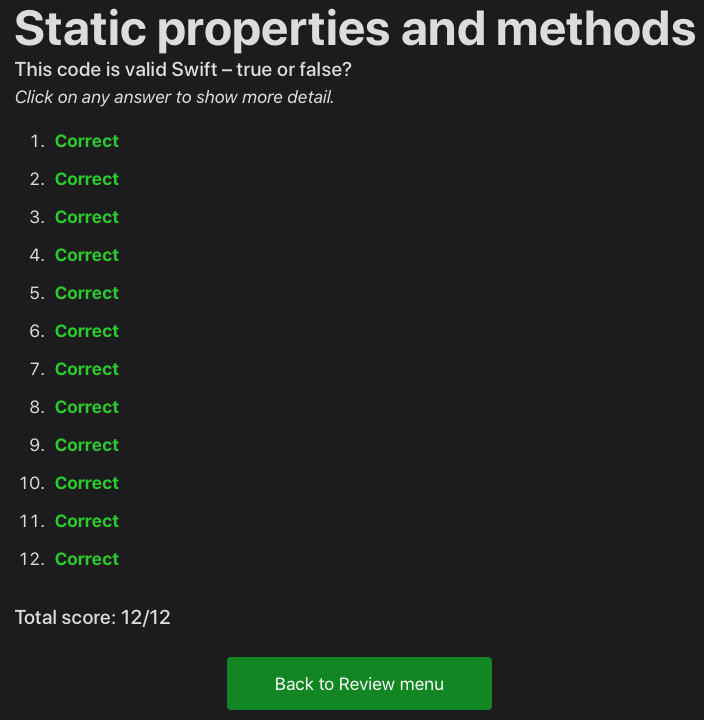 Static properties and methods
This code is valid Swift – true or false?
Click on any answer to show more detail.
1. Correct
2. Correct
3. Correct
4. Correct
5. Correct
6. Correct
7. Correct
8. Correct
9. Correct
10. Correct
11. Correct
12. Correct
Total score: 12/12
Back to Review menu